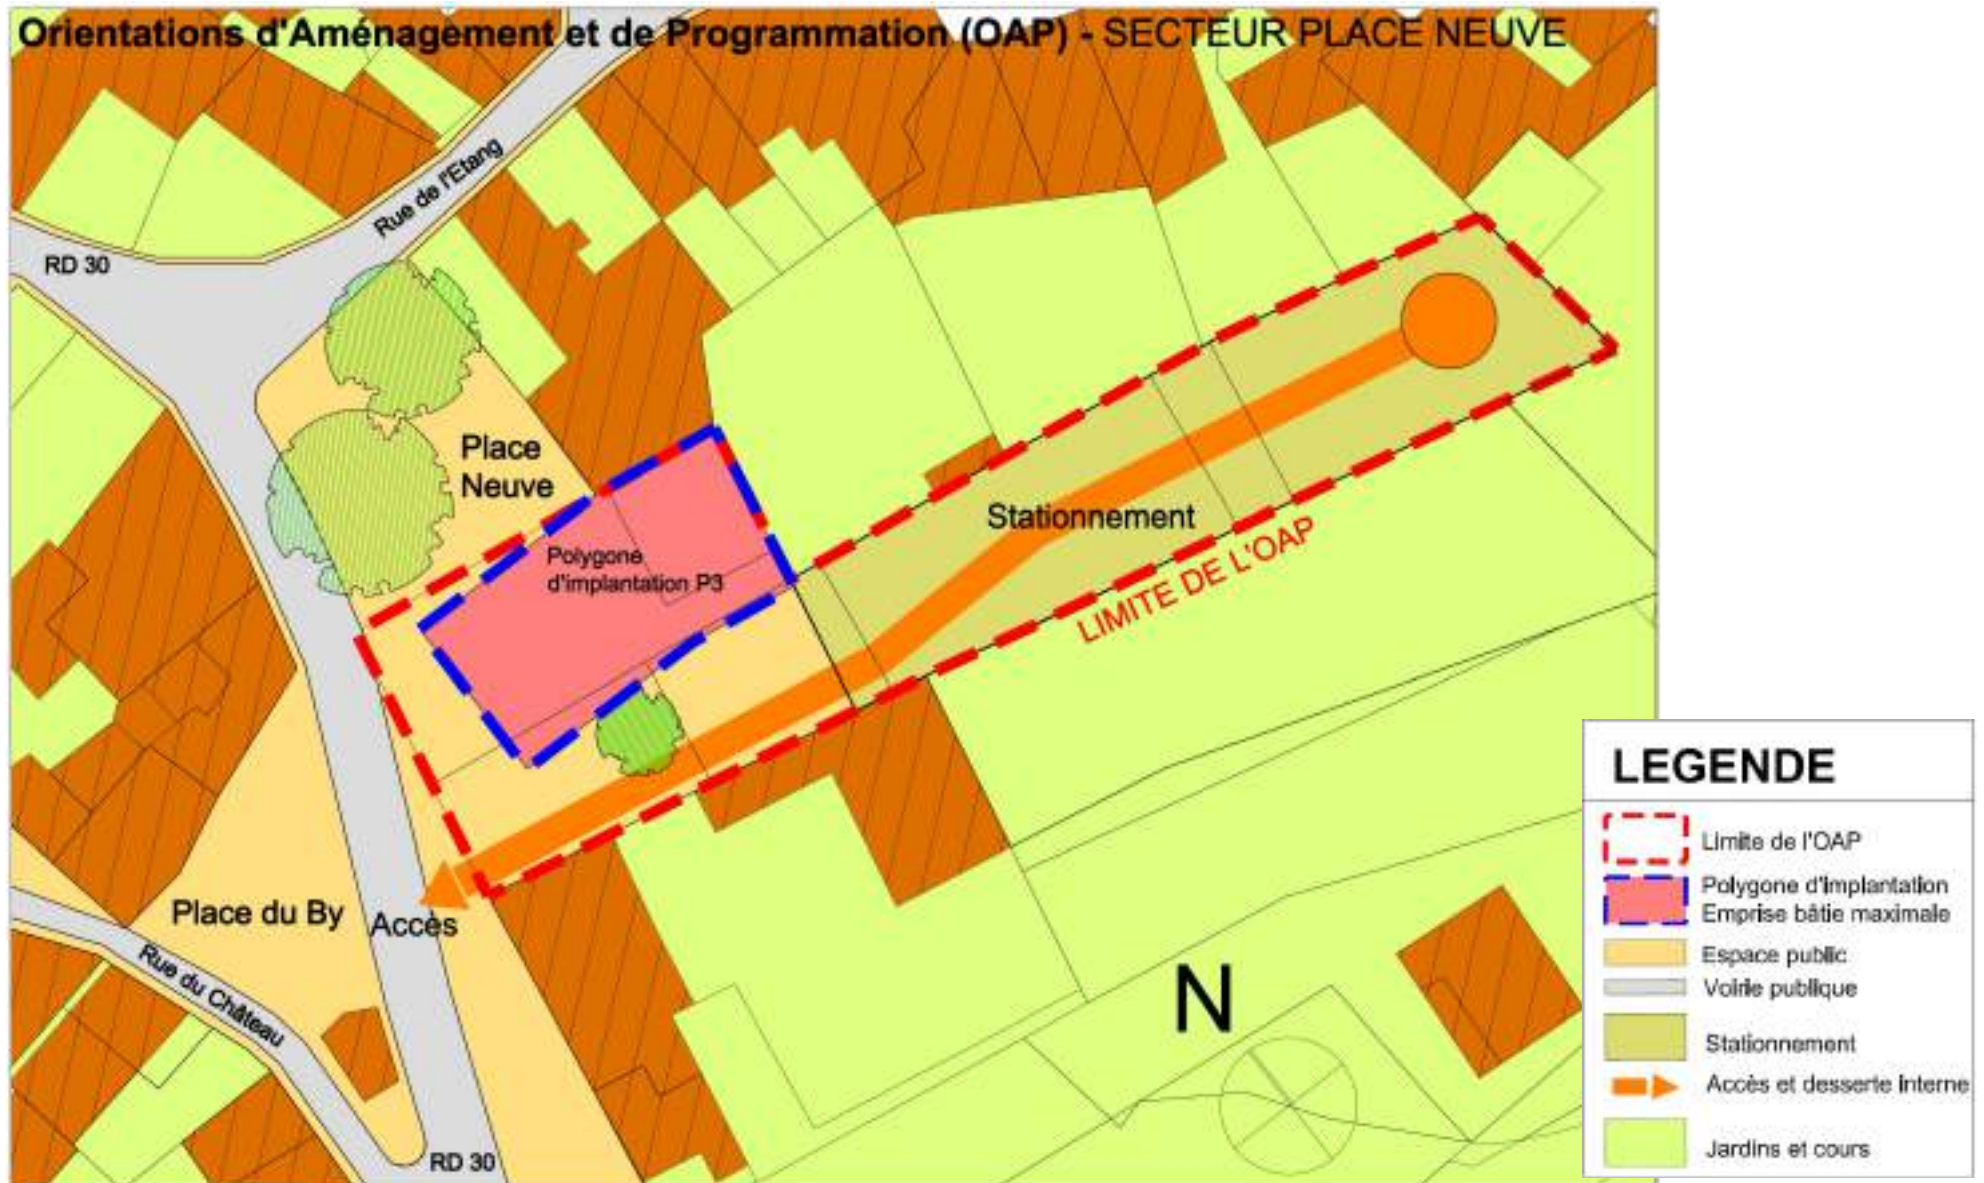 Orientations d'Aménagement et de Programmation (OAP) - SECTEUR PLACE NEUVE
Rue de l'Etang
RD 30
Place
Neuve
Polygone
d'implantation P3
Stationnement
LIMITE DE L'OAP
Place du By
Accès
Rue du Château
N
RD 30
LEGENDE
Limite de l'OAP
Polygone d'implantation
Emprise bâtie maximale
Espace public
Voirie publique
Stationnement
Accès et desserte interne
Jardins et cours